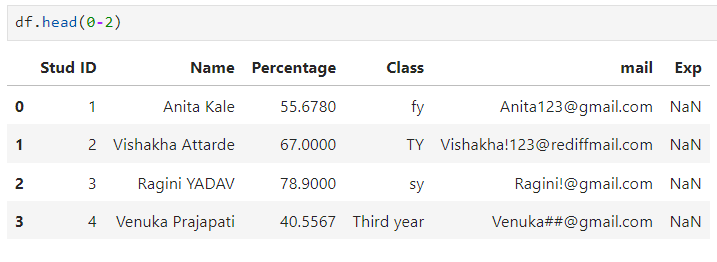 df.head(0-2)
Stud ID Name Percentage Class mail Exp
0 1 Anita Kale 55.6780 fy Anita123@gmail.com NaN
1 2 Vishakha Attarde 67.0000 TY Vishakha!123@rediffmail.com NaN
2 3 Ragini YADAV 78.9000 sy Ragini!@gmail.com NaN
3 4 Venuka Prajapati 40.5567 Third year Venuka##@gmail.com NaN